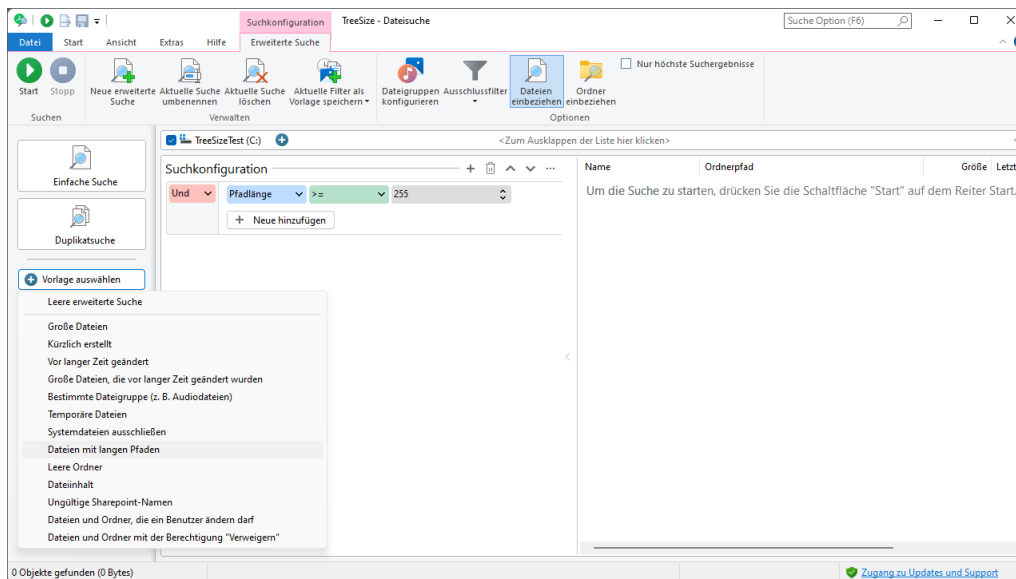 Suchkonfiguration TreeSize - Dateisuche Suche Option (F6)
Datei Start Ansicht Extras Hilfe Erweiterte Suche
Start Stopp Neue erweiterte Suche Aktuelle Suche umbenennen Aktuelle Suche löschen Aktuelle Filter als Vorlage speichern Dateigruppen konfigurieren Ausschlussfilter Dateien einbeziehen Ordner einbeziehen Nur höchste Suchergebnisse
Suchen Verwalten Optionen
TreeSizeTest (C:) <Zum Ausklappen der Liste hier klicken>
Einfache Suche
Duplikatsuche
Vorlage auswählen
Suchkonfiguration
Und Pfadlänge >= 255
+ Neue hinzufügen
Name Ordnerpfad Größe Letzt
Um die Suche zu starten, drücken Sie die Schaltfläche "Start" auf dem Reiter Start.
Leere erweiterte Suche
Große Dateien
Kürzlich erstellt
Vor langer Zeit geändert
Große Dateien, die vor langer Zeit geändert wurden
Bestimmte Dateigruppe (z. B. Audiodateien)
Temporäre Dateien
Systemdateien ausschließen
Dateien mit langen Pfaden
Leere Ordner
Dateiinhalt
Ungültige Sharepoint-Namen
Dateien und Ordner, die ein Benutzer ändern darf
Dateien und Ordner mit der Berechtigung "Verweigern"
0 Objekte gefunden (0 Bytes) Zugang zu Updates und Support